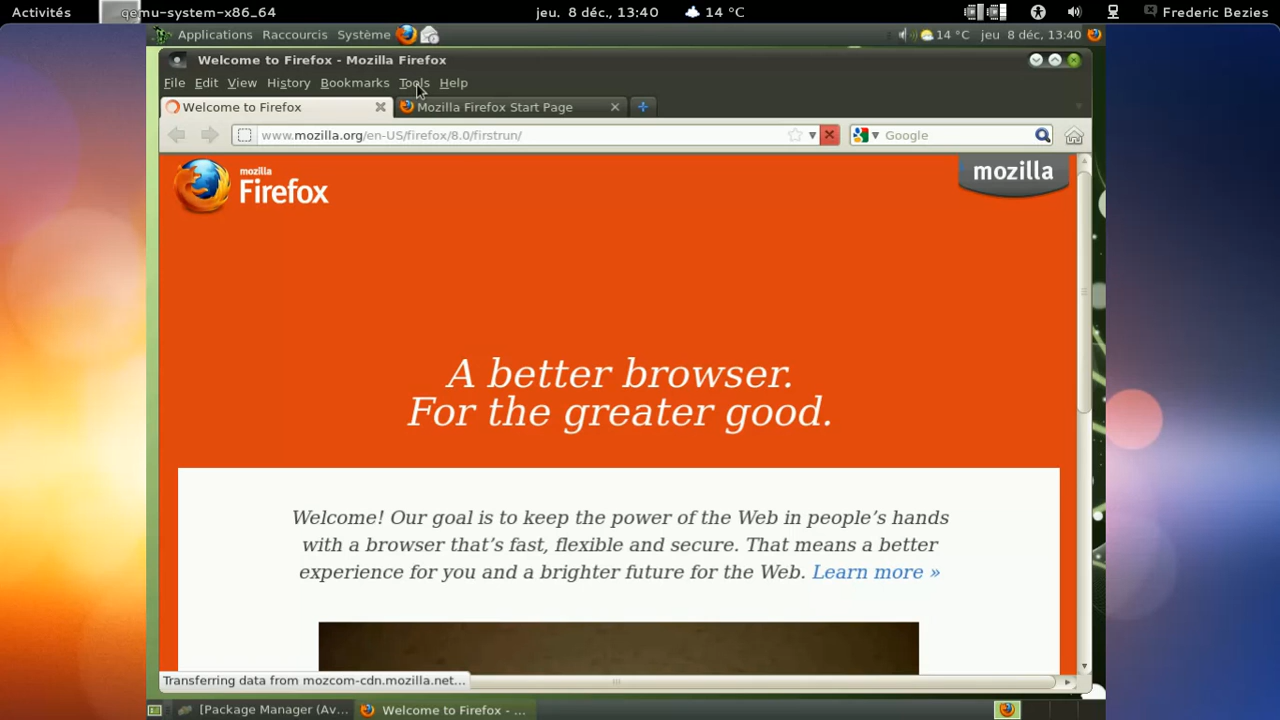 Activités qemu-system-x86_64 jeu. 8 déc, 13:40 14 °C Frederic Bezies
Applications Raccourcis Système 14 °C jeu 8 déc, 13:40
Welcome to Firefox - Mozilla Firefox
File Edit View History Bookmarks Tools Help
Welcome to Firefox Mozilla Firefox Start Page
www.mozilla.org/en-US/firefox/8.0/firstrun/ Google
mozilla
Firefox
mozilla
A better browser.
For the greater good.
Welcome! Our goal is to keep the power of the Web in people's hands
with a browser that's fast, flexible and secure. That means a better
experience for you and a brighter future for the Web. Learn more »
Transferring data from mozcom-cdn.mozilla.net...
[Package Manager (Av... Welcome to Firefox - ...